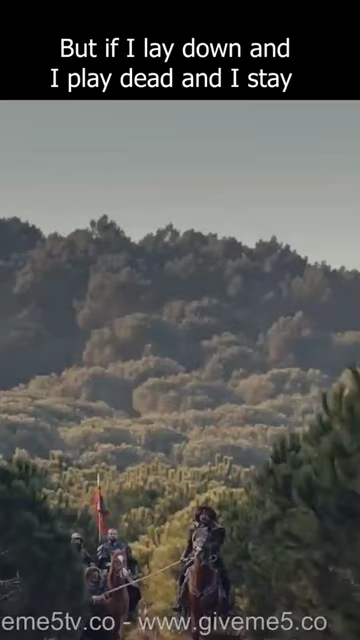 But if I lay down and
I play dead and I stay
eme5tv.co - www.giveme5.co